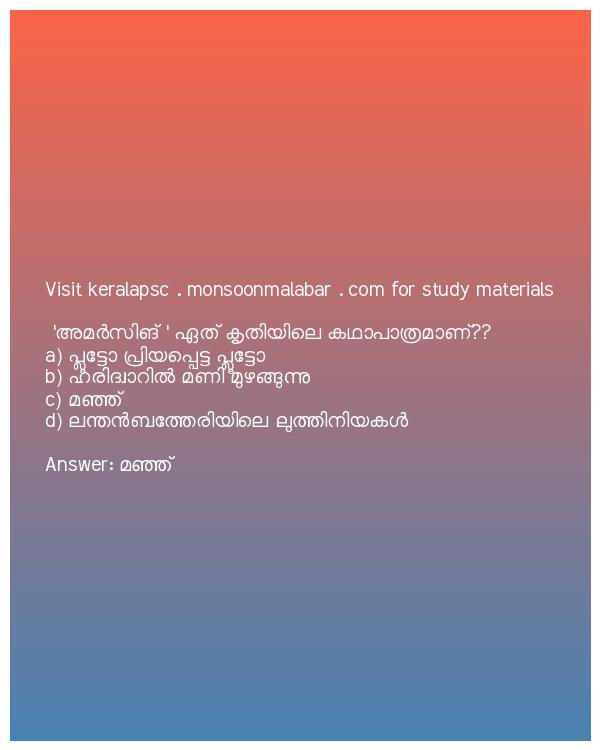 Visit keralapsc . monsoonmalabar . com for study materials
'അമർസിങ് ' ഏത് കൃതിയിലെ കഥാപാത്രമാണ്??
a) പ്ലൂട്ടോ പ്രിയപ്പെട്ട പ്ലൂട്ടോ
b) ഹരിദ്വാറിൽ മണി മുഴങ്ങുന്നു
c) മഞ്ഞ്
d) ലന്തൻബത്തേരിയിലെ ലുത്തിനിയകൾ
Answer: മഞ്ഞ്